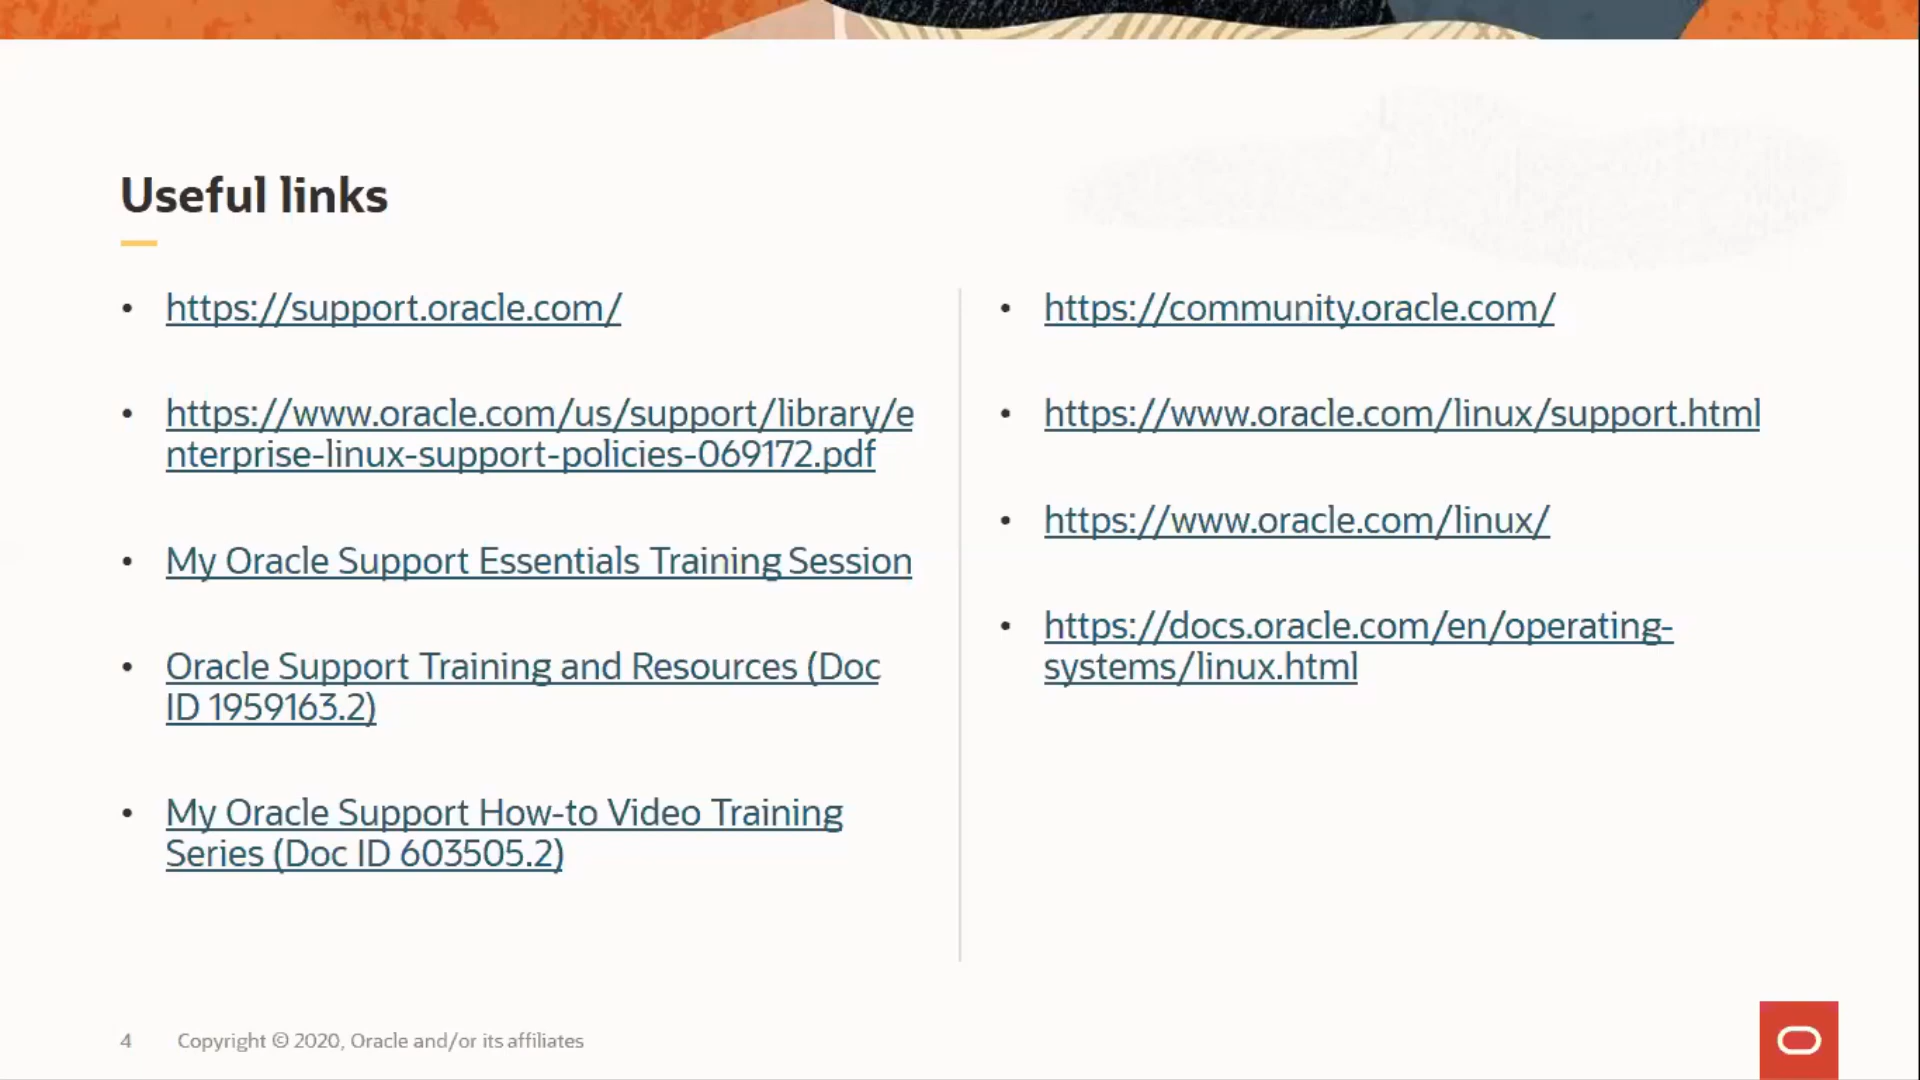 Useful links
• https://support.oracle.com/
• https://www.oracle.com/us/support/library/e
nterprise-linux-support-policies-069172.pdf
• My Oracle Support Essentials Training Session
• Oracle Support Training and Resources (Doc
ID 1959163.2)
• My Oracle Support How-to Video Training
Series (Doc ID 603505.2)
• https://community.oracle.com/
• https://www.oracle.com/linux/support.html
• https://www.oracle.com/linux/
• https://docs.oracle.com/en/operating-
systems/linux.html
4 Copyright © 2020, Oracle and/or its affiliates